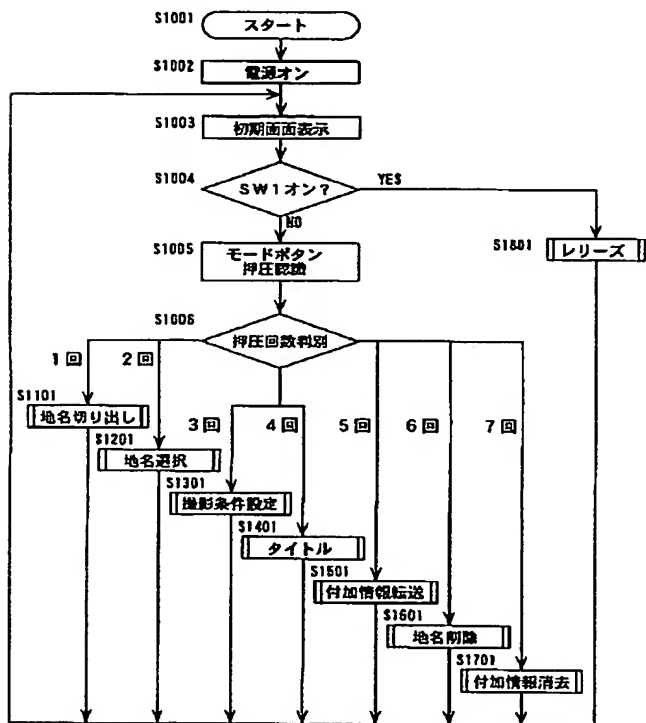 S1001
スタート
S1002
電源オン
S1003
初期画面表示
S1004
SW1オン?
YES
NO
S1005
モードボタン
押圧認識
S1801
レリーズ
S1006
押圧回数判別
1回
2回
3回
4回
5回
6回
7回
S1101
地名切り出し
S1201
地名選択
S1301
撮影条件設定
S1401
タイトル
S1501
付加情報転送
S1601
地名削除
S1701
付加情報消去